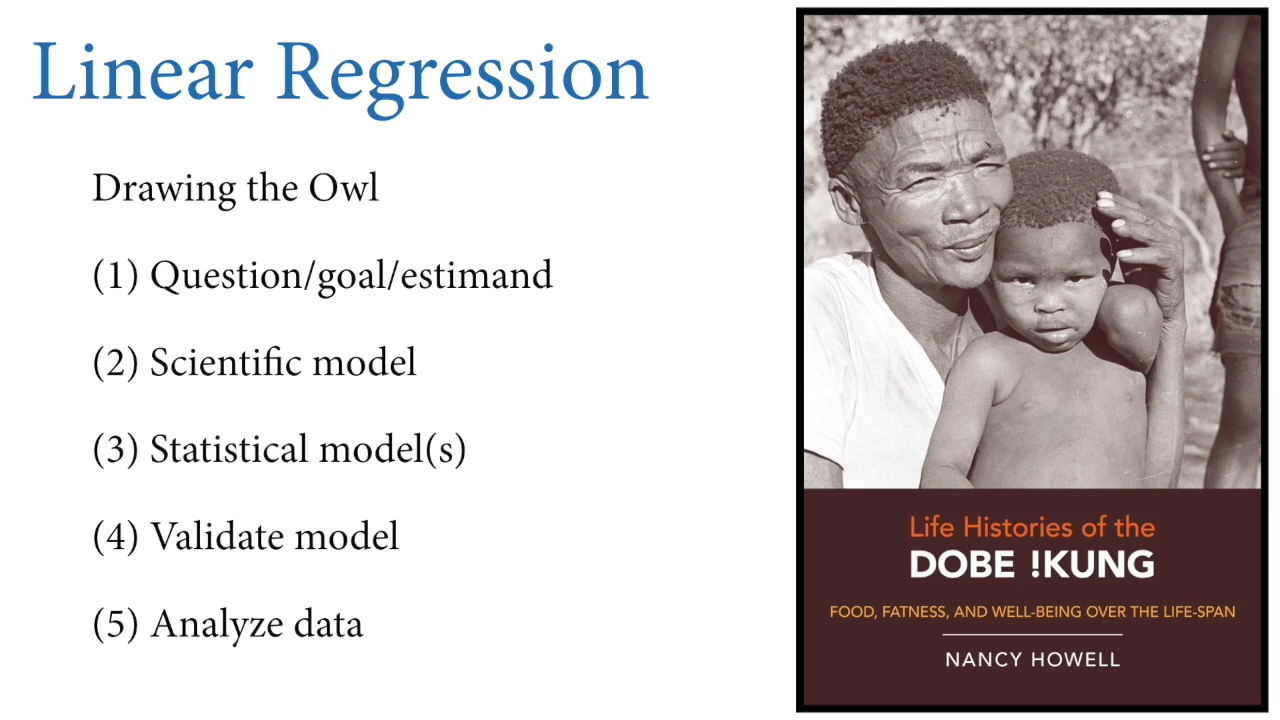 Linear Regression
Drawing the Owl
(1) Question/goal/estimand
(2) Scientific model
(3) Statistical model(s)
(4) Validate model
(5) Analyze data
Life Histories of the
DOBE !KUNG
FOOD, FATNESS, AND WELL-BEING OVER THE LIFE-SPAN
NANCY HOWELL